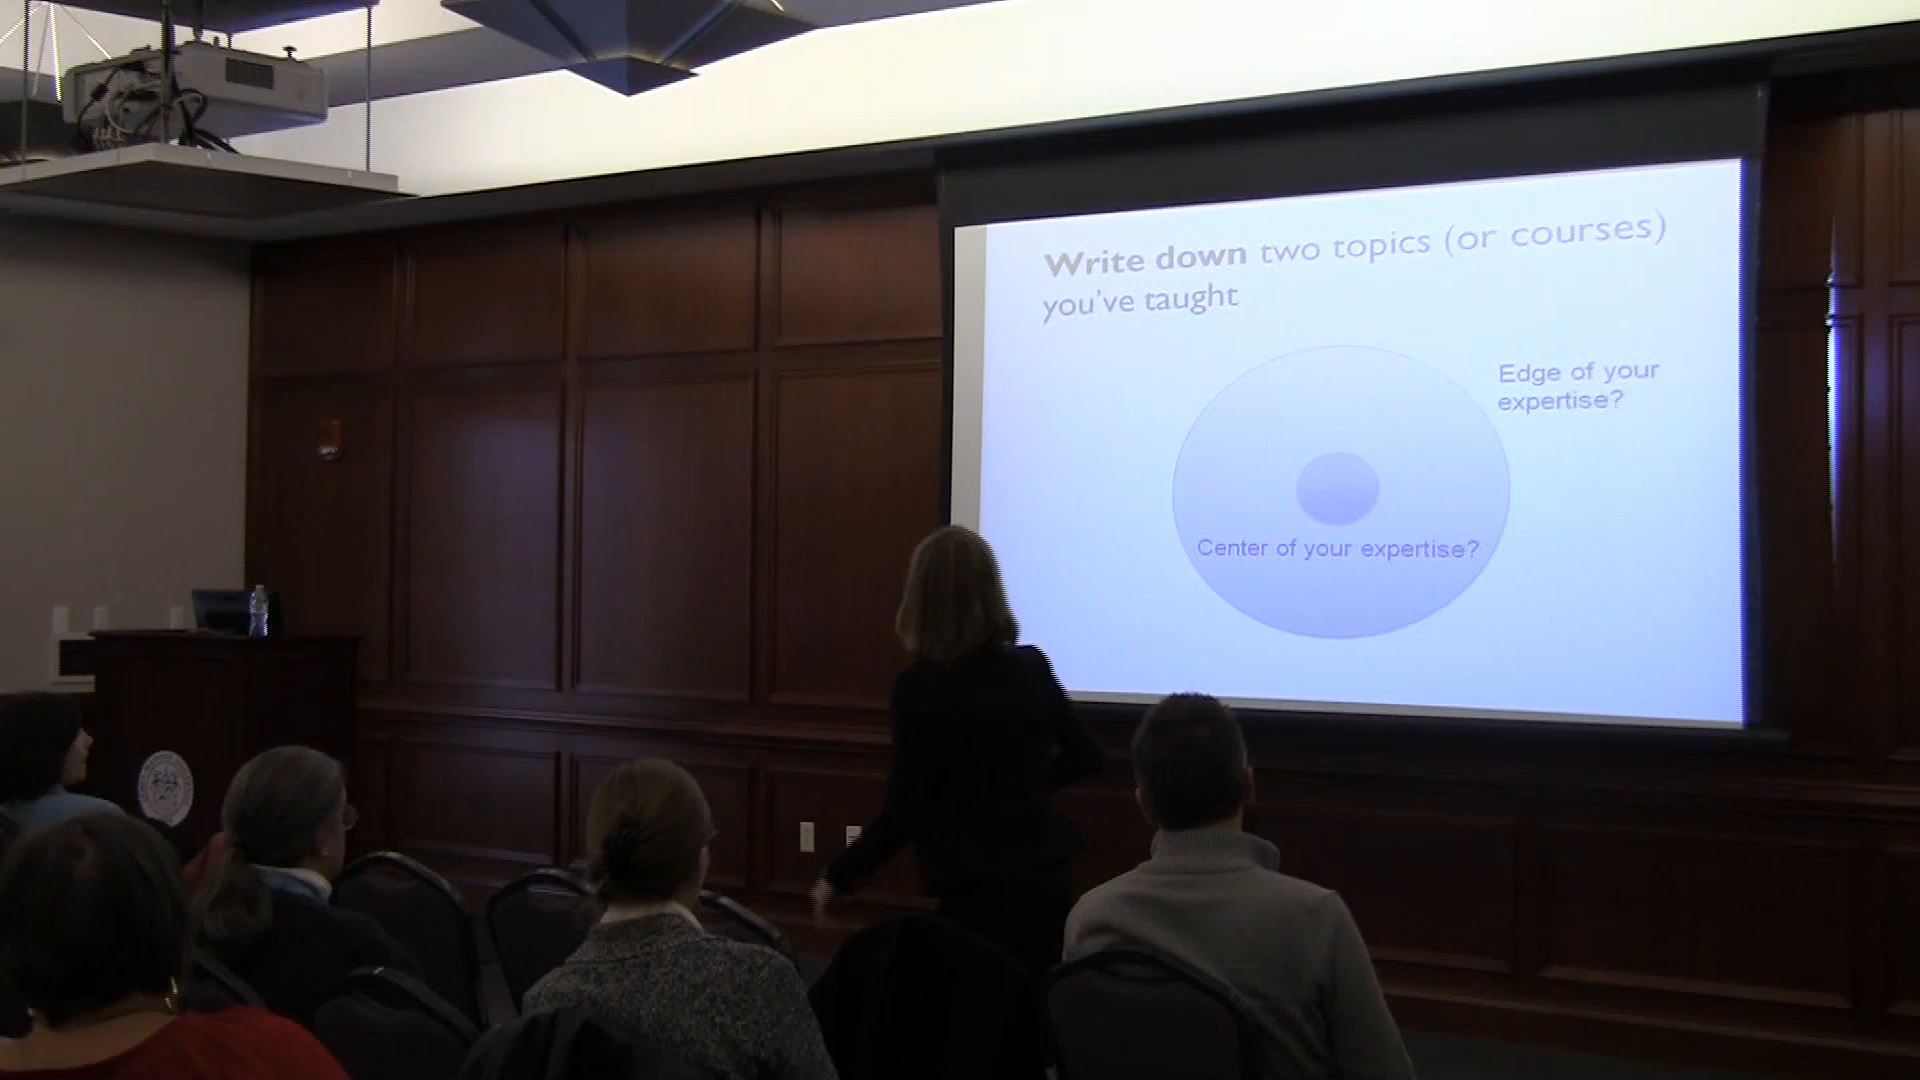 Write down two topics (or courses)
you've taught
Edge of your
expertise?
Center of your expertise?